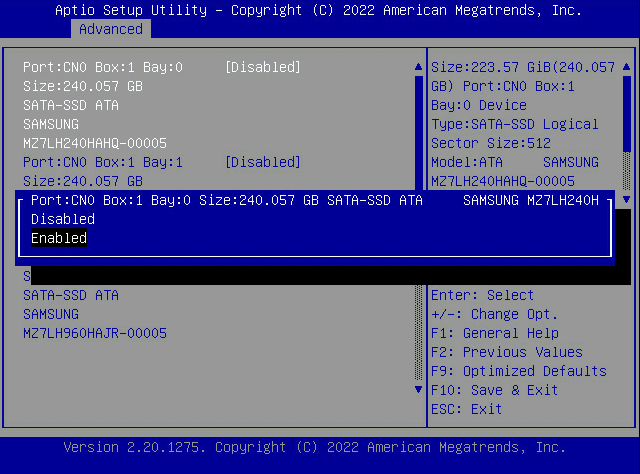 Aptio Setup Utility – Copyright (C) 2022 American Megatrends, Inc.
Advanced
Port:CN0 Box:1 Bay:0 [Disabled]
Size:240.057 GB
SATA-SSD ATA
SAMSUNG
MZ7LH240HAHQ-00005
Port:CN0 Box:1 Bay:1 [Disabled]
Size:240.057 GB
Size:223.57 GiB(240.057
GB) Port:CN0 Box:1
Bay:0 Device
Type:SATA-SSD Logical
Sector Size:512
Model:ATA SAMSUNG
MZ7LH240HAHQ-00005
Port:CN0 Box:1 Bay:0 Size:240.057 GB SATA-SSD ATA SAMSUNG MZ7LH240H
Disabled
Enabled
S
SATA-SSD ATA
SAMSUNG
MZ7LH960HAJR-00005
Enter: Select
+/-: Change Opt.
F1: General Help
F2: Previous Values
F9: Optimized Defaults
F10: Save & Exit
ESC: Exit
Version 2.20.1275. Copyright (C) 2022 American Megatrends, Inc.